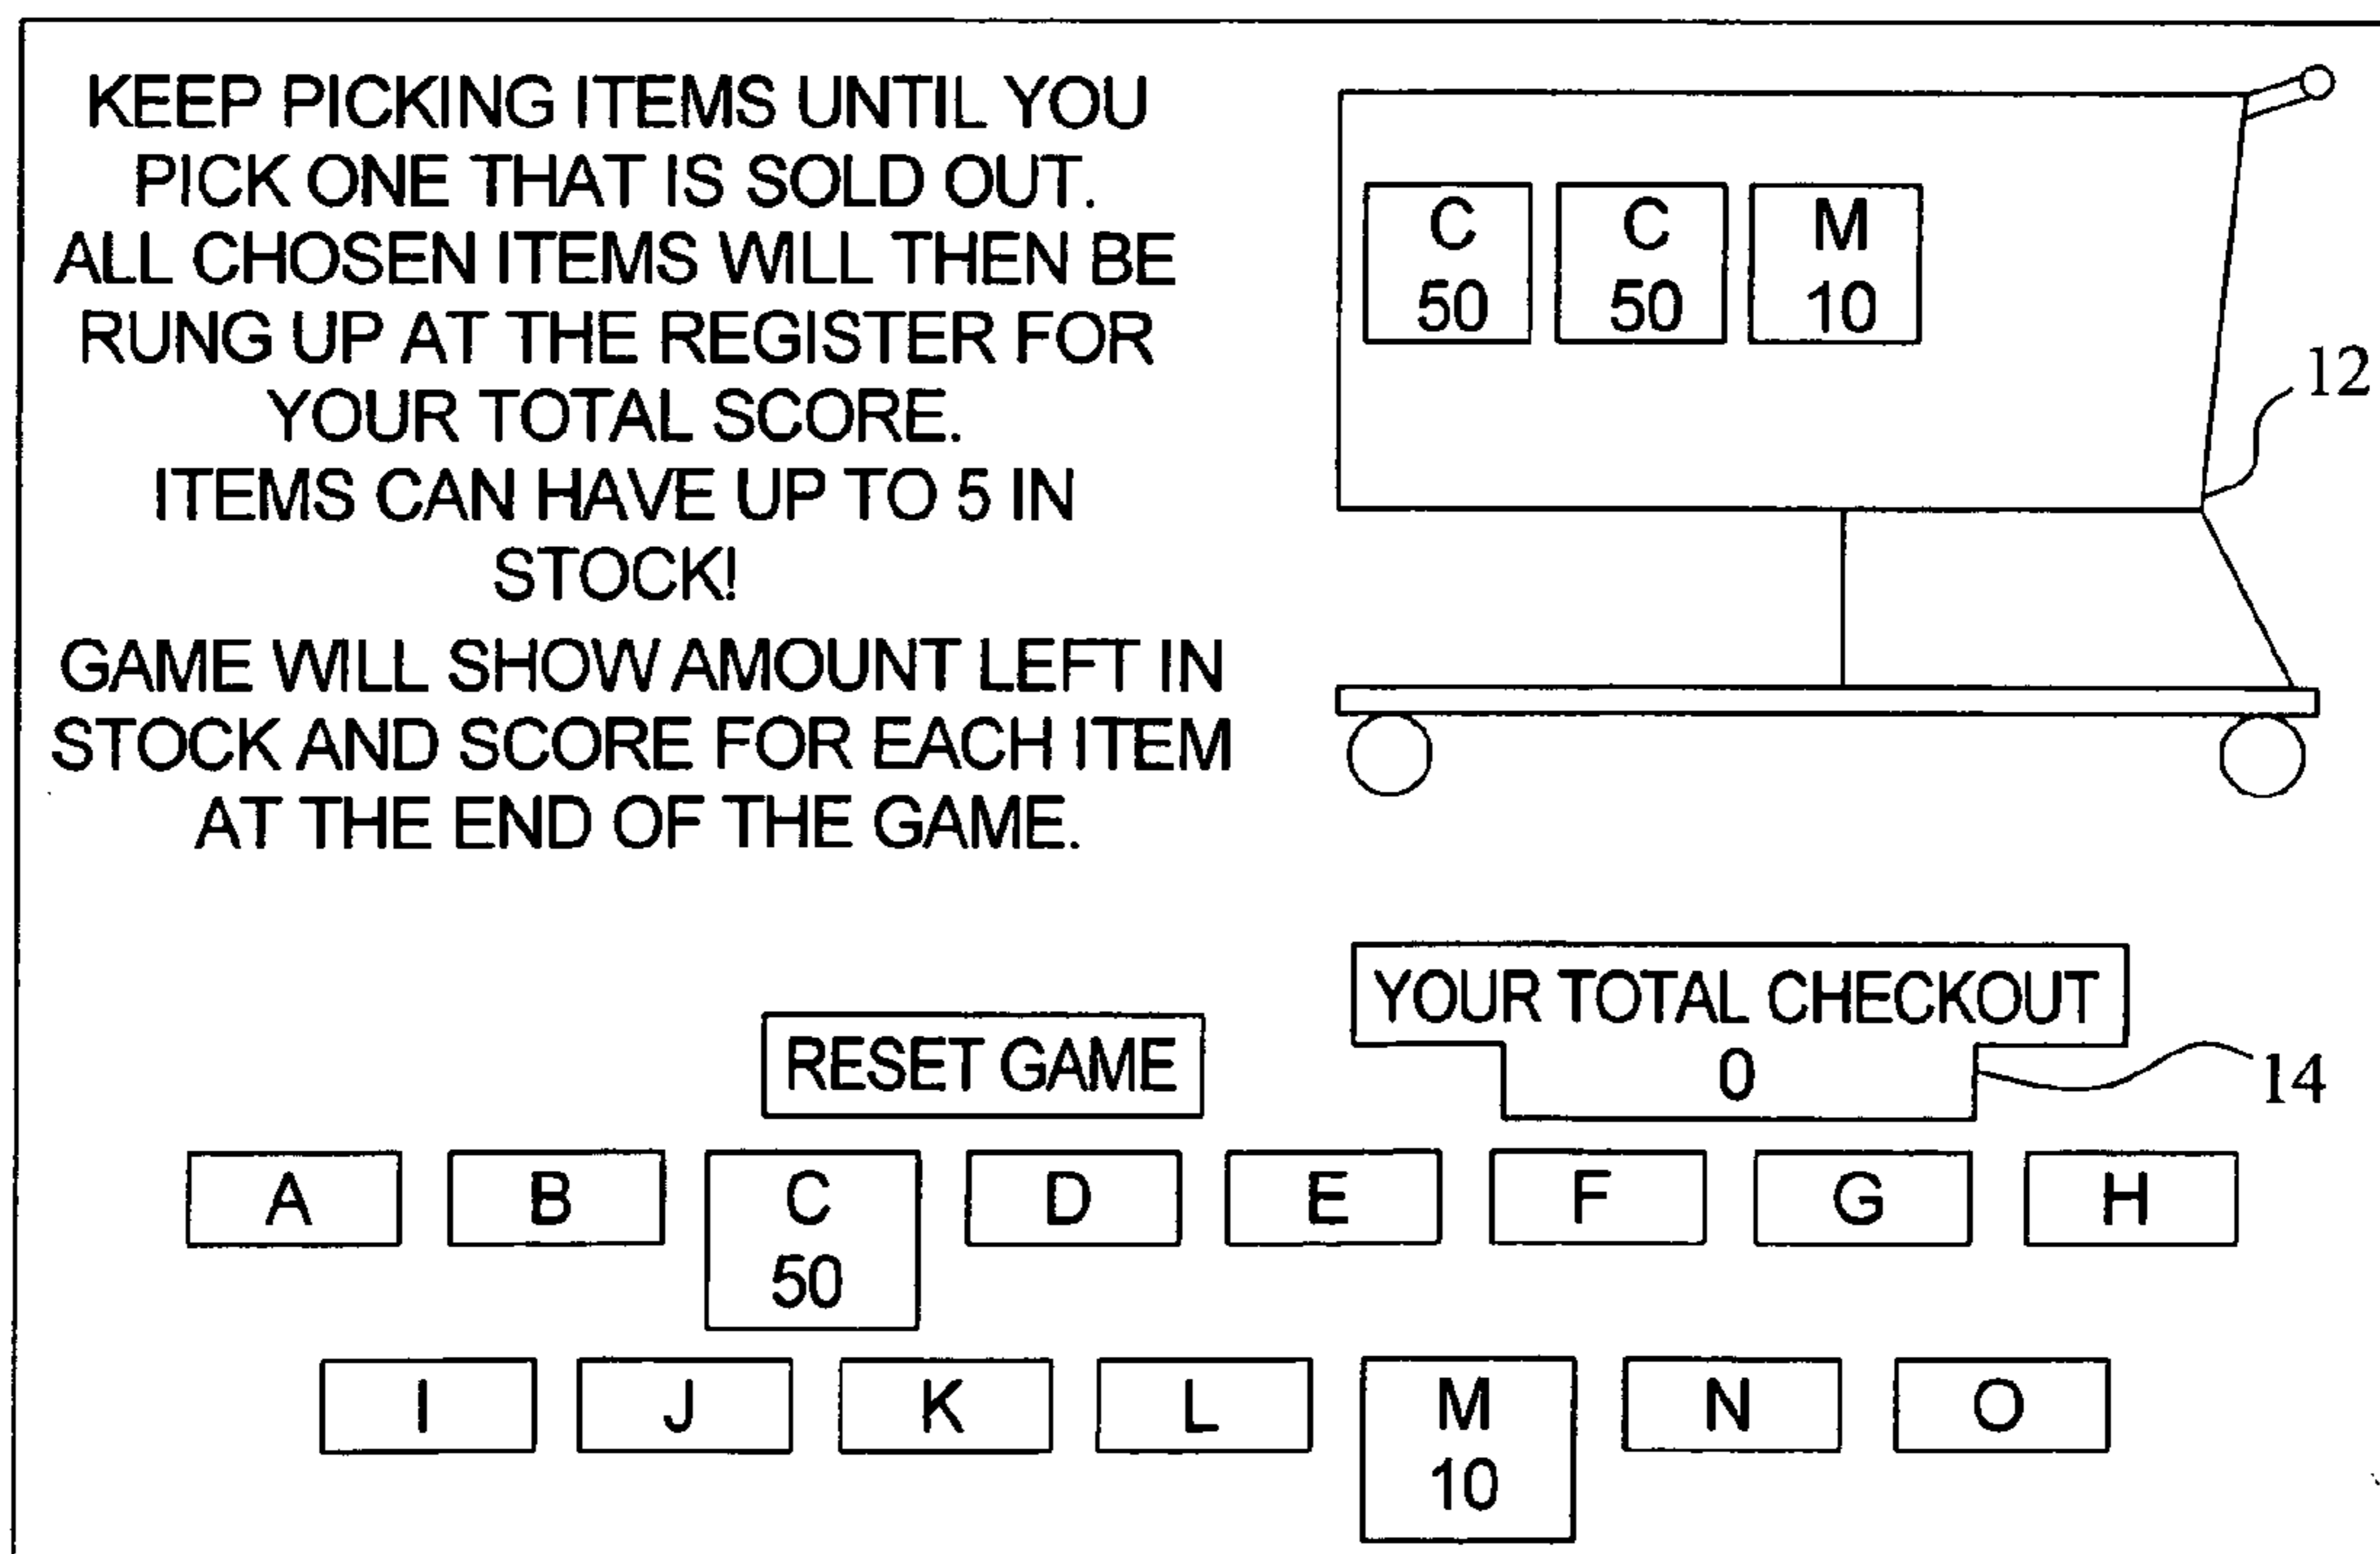 KEEP PICKING ITEMS UNTIL YOU
PICK ONE THAT IS SOLD OUT.
ALL CHOSEN ITEMS WILL THEN BE
RUNG UP AT THE REGISTER FOR
YOUR TOTAL SCORE.
ITEMS CAN HAVE UP TO 5 IN
STOCK!
GAME WILL SHOW AMOUNT LEFT IN
STOCK AND SCORE FOR EACH ITEM
AT THE END OF THE GAME.
C C M
50 50 10
12
YOUR TOTAL CHECKOUT
0
14
RESET GAME
A B C D E F G H
50
I J K L M N O
10